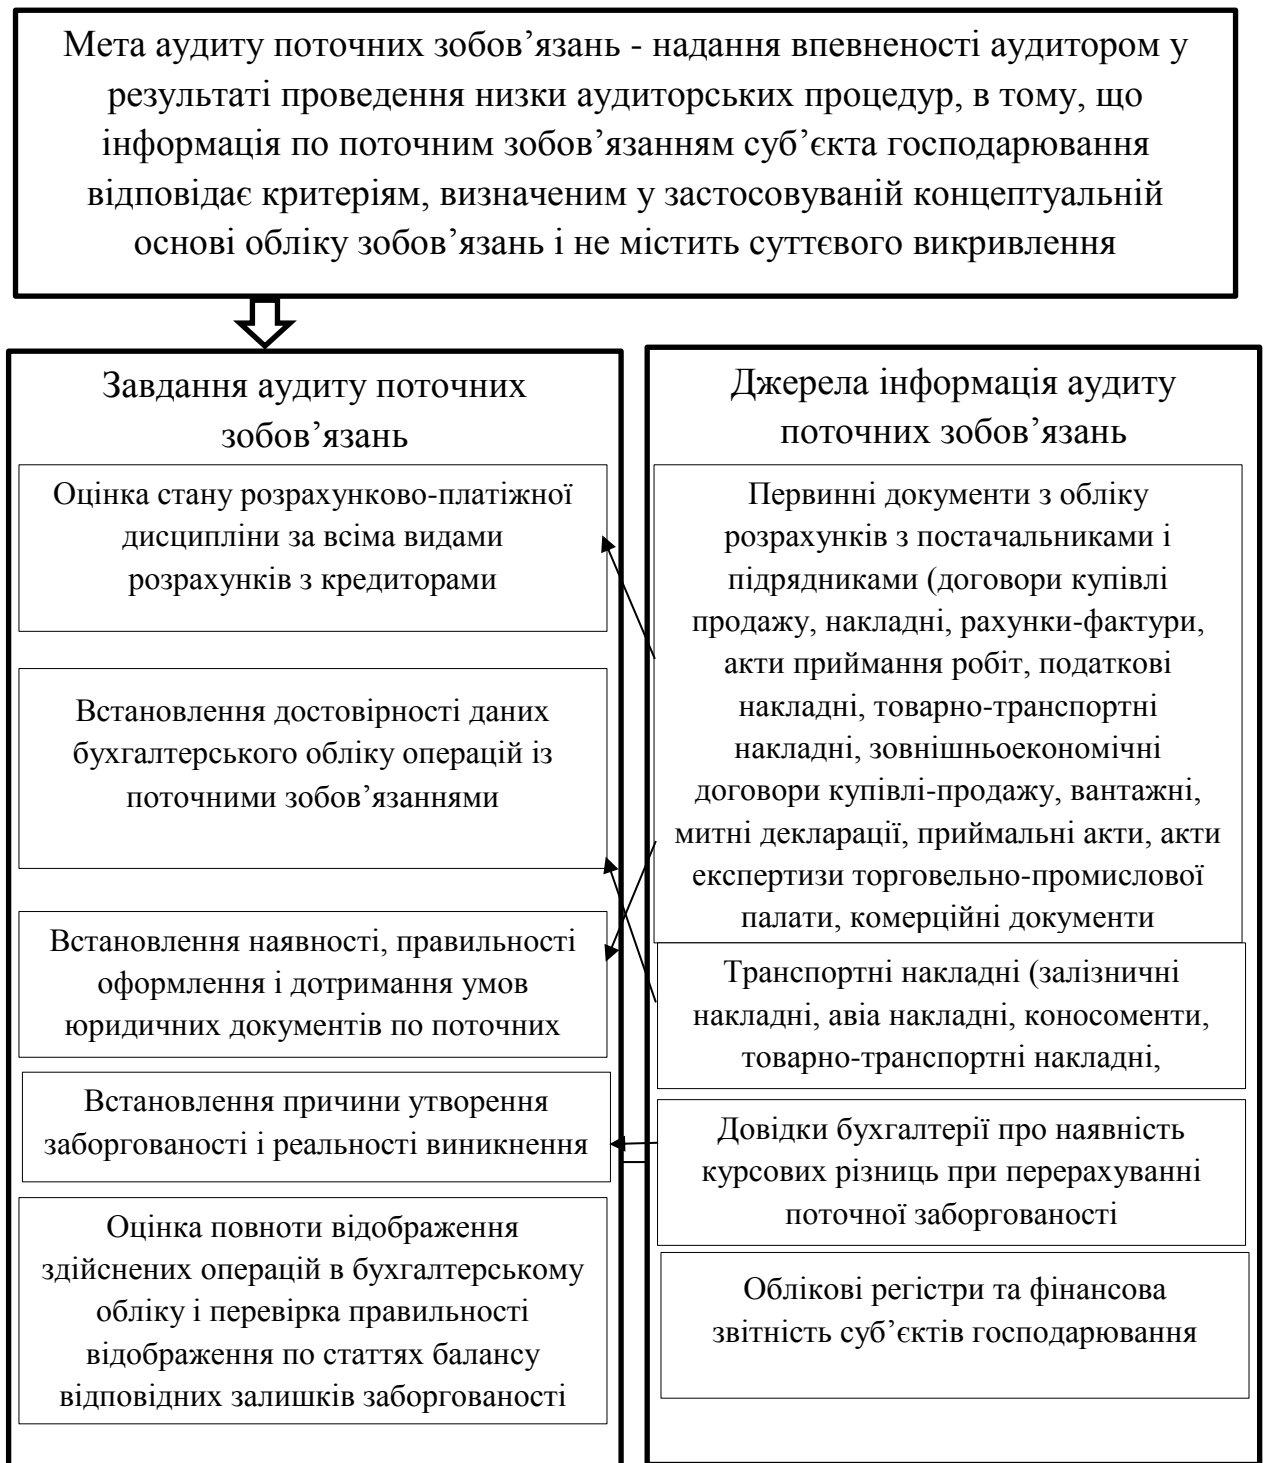 Мета аудиту поточних зобов’язань - надання впевненості аудитором у
результаті проведення низки аудиторських процедур, в тому, що
інформація по поточним зобов’язанням суб’єкта господарювання
відповідає критеріям, визначеним у застосовуваній концептуальній
основі обліку зобов’язань і не містить суттєвого викривлення
Завдання аудиту поточних
зобов’язань
Оцінка стану розрахунково-платіжної
дисципліни за всіма видами
розрахунків з кредиторами
Встановлення достовірності даних
бухгалтерського обліку операцій із
поточними зобов’язаннями
Встановлення наявності, правильності
оформлення і дотримання умов
юридичних документів по поточних
Встановлення причини утворення
заборгованості і реальності виникнення
Оцінка повноти відображення
здійснених операцій в бухгалтерському
обліку і перевірка правильності
відображення по статтях балансу
відповідних залишків заборгованості
Джерела інформація аудиту
поточних зобов’язань
Первинні документи з обліку
розрахунків з постачальниками і
підрядниками (договори купівлі
продажу, накладні, рахунки-фактури,
акти приймання робіт, податкові
накладні, товарно-транспортні
накладні, зовнішньоекономічні
договори купівлі-продажу, вантажні,
митні декларації, приймальні акти, акти
експертизи торговельно-промислової
палати, комерційні документи
Транспортні накладні (залізничні
накладні, авіа накладні, коносоменти,
товарно-транспортні накладні,
Довідки бухгалтерії про наявність
курсових різниць при перерахуванні
поточної заборгованості
Облікові регістри та фінансова
звітність суб’єктів господарювання